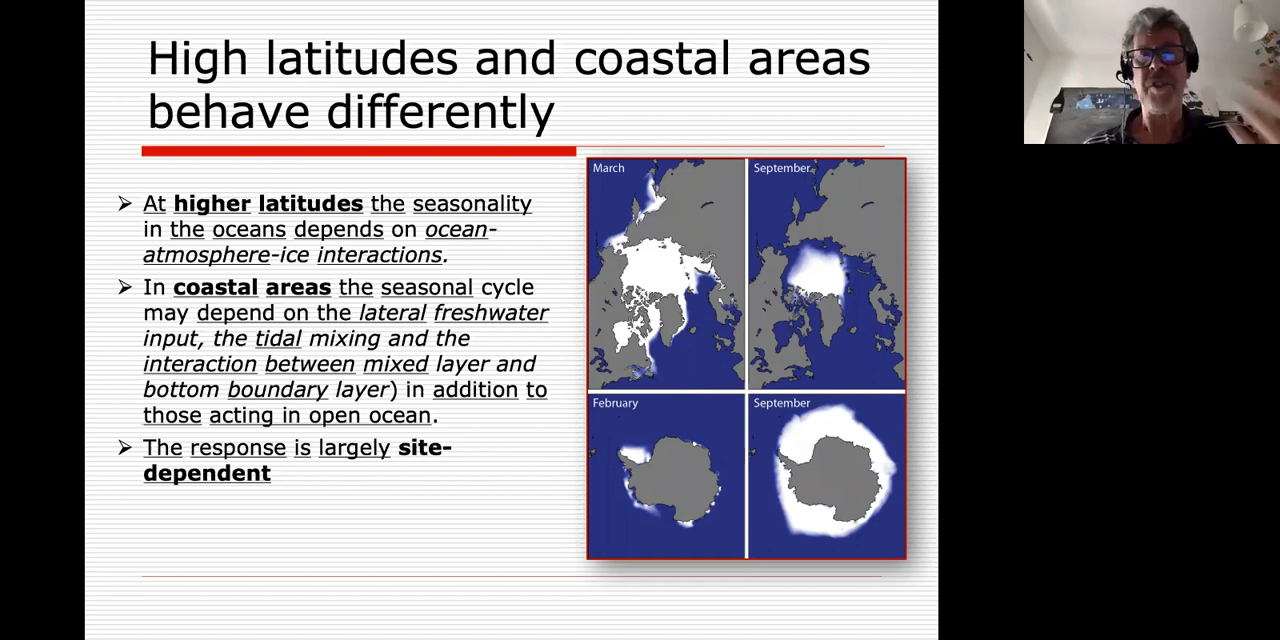 High latitudes and coastal areas
behave differently
➢ At higher latitudes the seasonality
in the oceans depends on ocean-
atmosphere-ice interactions.
➢ In coastal areas the seasonal cycle
may depend on the lateral freshwater
input, the tidal mixing and the
interaction between mixed layer and
bottom boundary layer) in addition to
those acting in open ocean.
➢ The response is largely site-
dependent
March
September
February
September